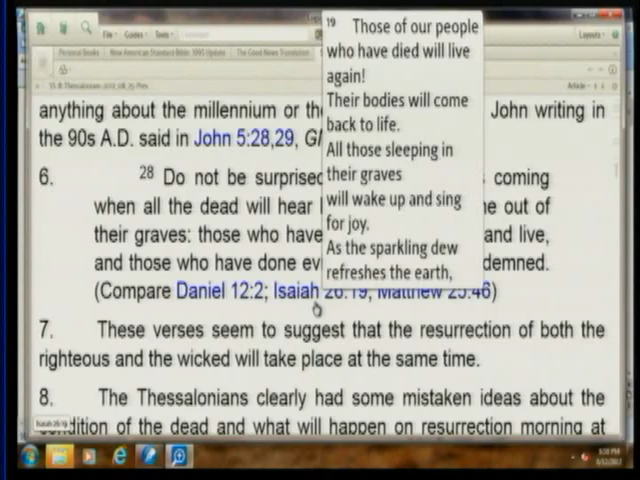 File
Guides
Tools
Layouts
Personal Books
New American Standard Bible: 1995 Update
The Good News Translation
Article
19 Those of our people
who have died will live
again!
Their bodies will come
back to life.
All those sleeping in
their graves
will wake up and sing
for joy.
As the sparkling dew
refreshes the earth,
anything about the millennium or the John writing in
the 90s A.D. said in John 5:28,29,
6. 28 Do not be surprised coming
when all the dead will hear out of
their graves: those who have and live,
and those who have done demned.
(Compare Daniel 12:2; Isaiah 26:19; Matthew 25:46)
7. These verses seem to suggest that the resurrection of both the
righteous and the wicked will take place at the same time.
8. The Thessalonians clearly had some mistaken ideas about the
condition of the dead and what will happen on resurrection morning at
Isaiah 26:19